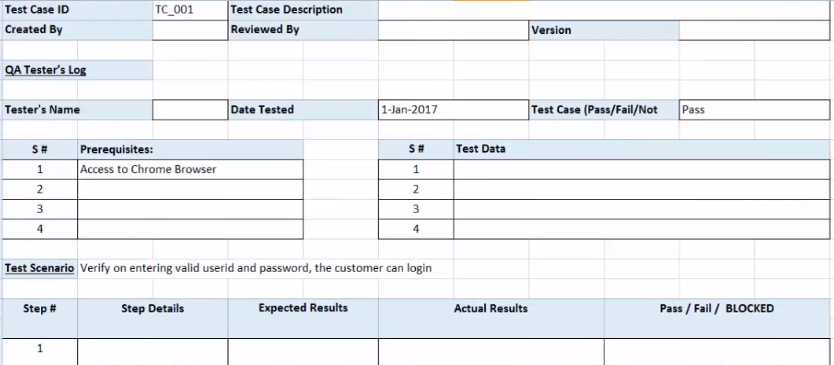 Test Case ID TC_001 Test Case Description
Created By Reviewed By Version
QA Tester's Log
Tester's Name Date Tested 1-Jan-2017 Test Case (Pass/Fail/Not Pass
S # Prerequisites: S # Test Data
1 Access to Chrome Browser 1
2 2
3 3
4 4
Test Scenario Verify on entering valid userid and password, the customer can login
Step # Step Details Expected Results Actual Results Pass / Fail / BLOCKED
1